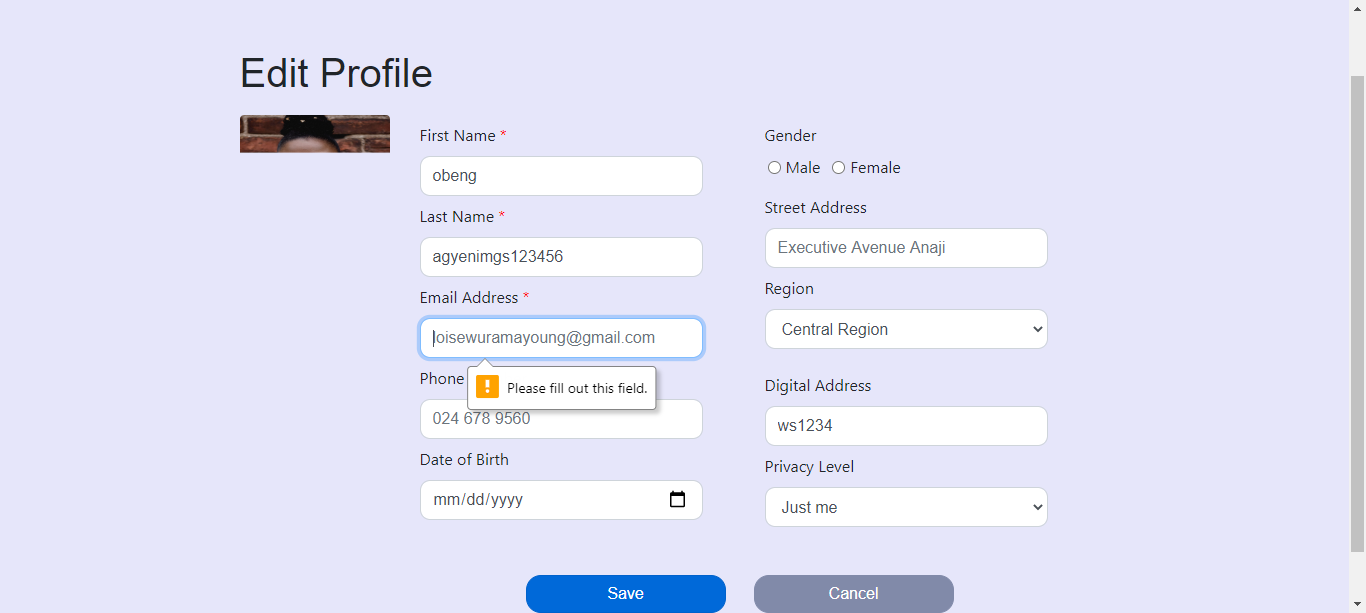 Edit Profile
First Name *
obeng
Last Name *
agyenimgs123456
Email Address *
loisewuramayoung@gmail.com
Please fill out this field.
Phone
024 678 9560
Date of Birth
mm/dd/yyyy
Gender
Male Female
Street Address
Executive Avenue Anaji
Region
Central Region
Digital Address
ws1234
Privacy Level
Just me
Save
Cancel